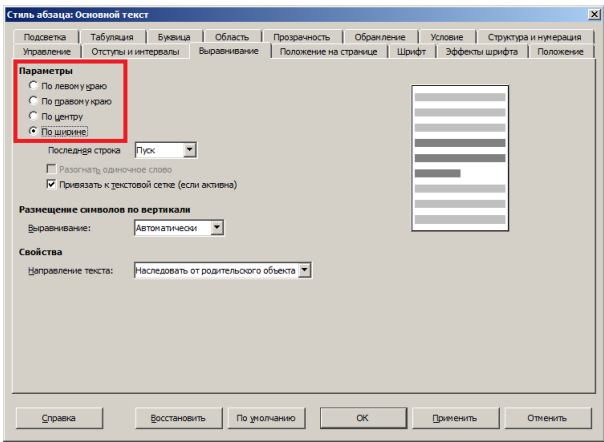 Стиль абзаца: Основной текст
Подсветка Табуляция Буквица Область Прозрачность Обрамление Условие Структура и нумерация
Управление Отступы и интервалы Выравнивание Положение на странице Шрифт Эффекты шрифта Положение
Параметры
По левому краю
По правому краю
По центру
По ширине
Последняя строка Пуск
Разогнать одиночное слово
Привязать к текстовой сетке (если активна)
Размещение символов по вертикали
Выравнивание: Автоматически
Свойства
Направление текста: Наследовать от родительского объекта
Справка Восстановить По умолчанию ОК Применить Отменить